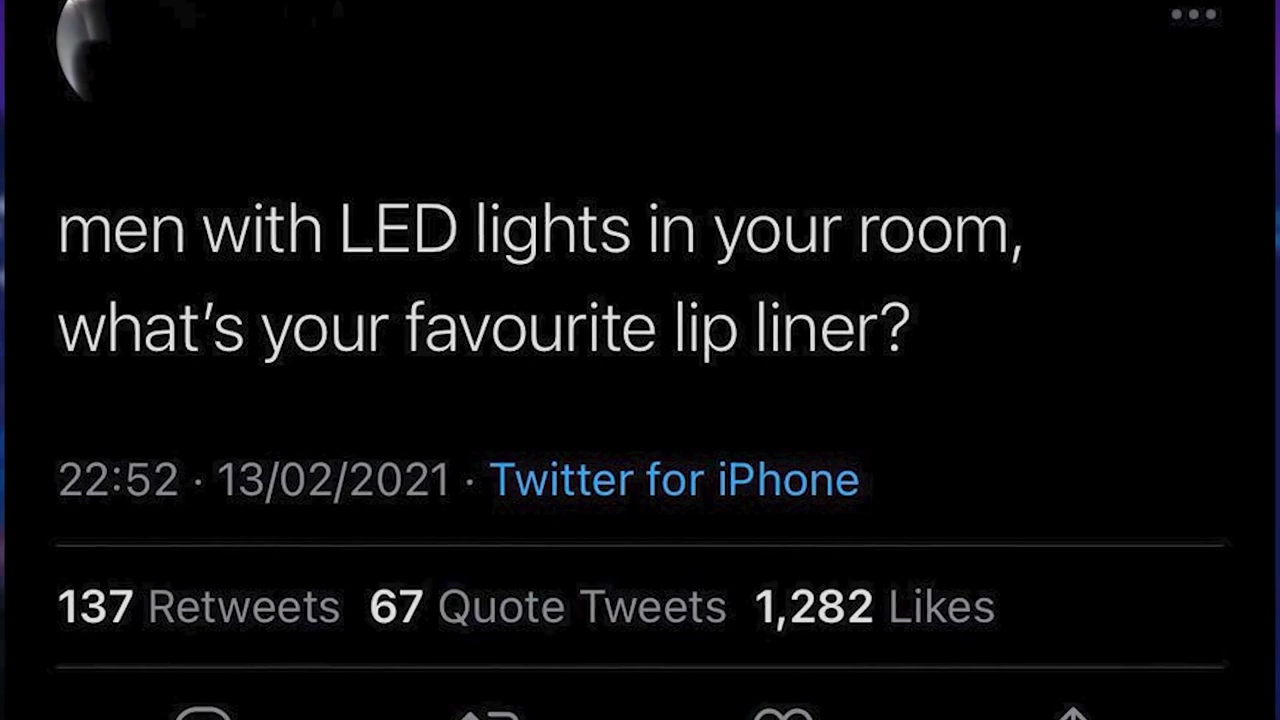 men with LED lights in your room,
what’s your favourite lip liner?
22:52 · 13/02/2021 · Twitter for iPhone
137 Retweets 67 Quote Tweets 1,282 Likes